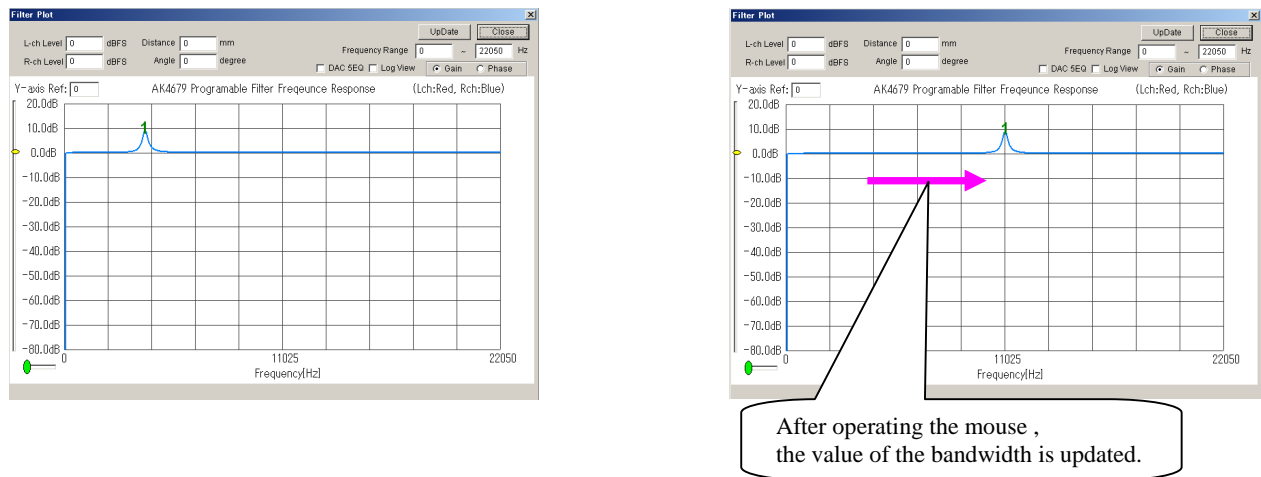 Filter Plot
UpDate Close
L-ch Level 0 dBFS Distance 0 mm
Frequency Range 0 ~ 22050 Hz
R-ch Level 0 dBFS Angle 0 degree
DAC 5EQ Log View Gain Phase
Y-axis Ref: 0 AK4679 Programable Filter Freqeunce Response (Lch:Red, Rch:Blue)
20.0dB
10.0dB
1
0.0dB
-10.0dB
-20.0dB
-30.0dB
-40.0dB
-50.0dB
-60.0dB
-70.0dB
-80.0dB
0 11025 22050
Frequency[Hz]
Filter Plot
UpDate Close
L-ch Level 0 dBFS Distance 0 mm
Frequency Range 0 ~ 22050 Hz
R-ch Level 0 dBFS Angle 0 degree
DAC 5EQ Log View Gain Phase
Y-axis Ref: 0 AK4679 Programable Filter Freqeunce Response (Lch:Red, Rch:Blue)
20.0dB
10.0dB
1
0.0dB
-10.0dB
-20.0dB
-30.0dB
-40.0dB
-50.0dB
-60.0dB
-70.0dB
-80.0dB
0 11025 22050
Frequency[Hz]
After operating the mouse ,
the value of the bandwidth is updated.